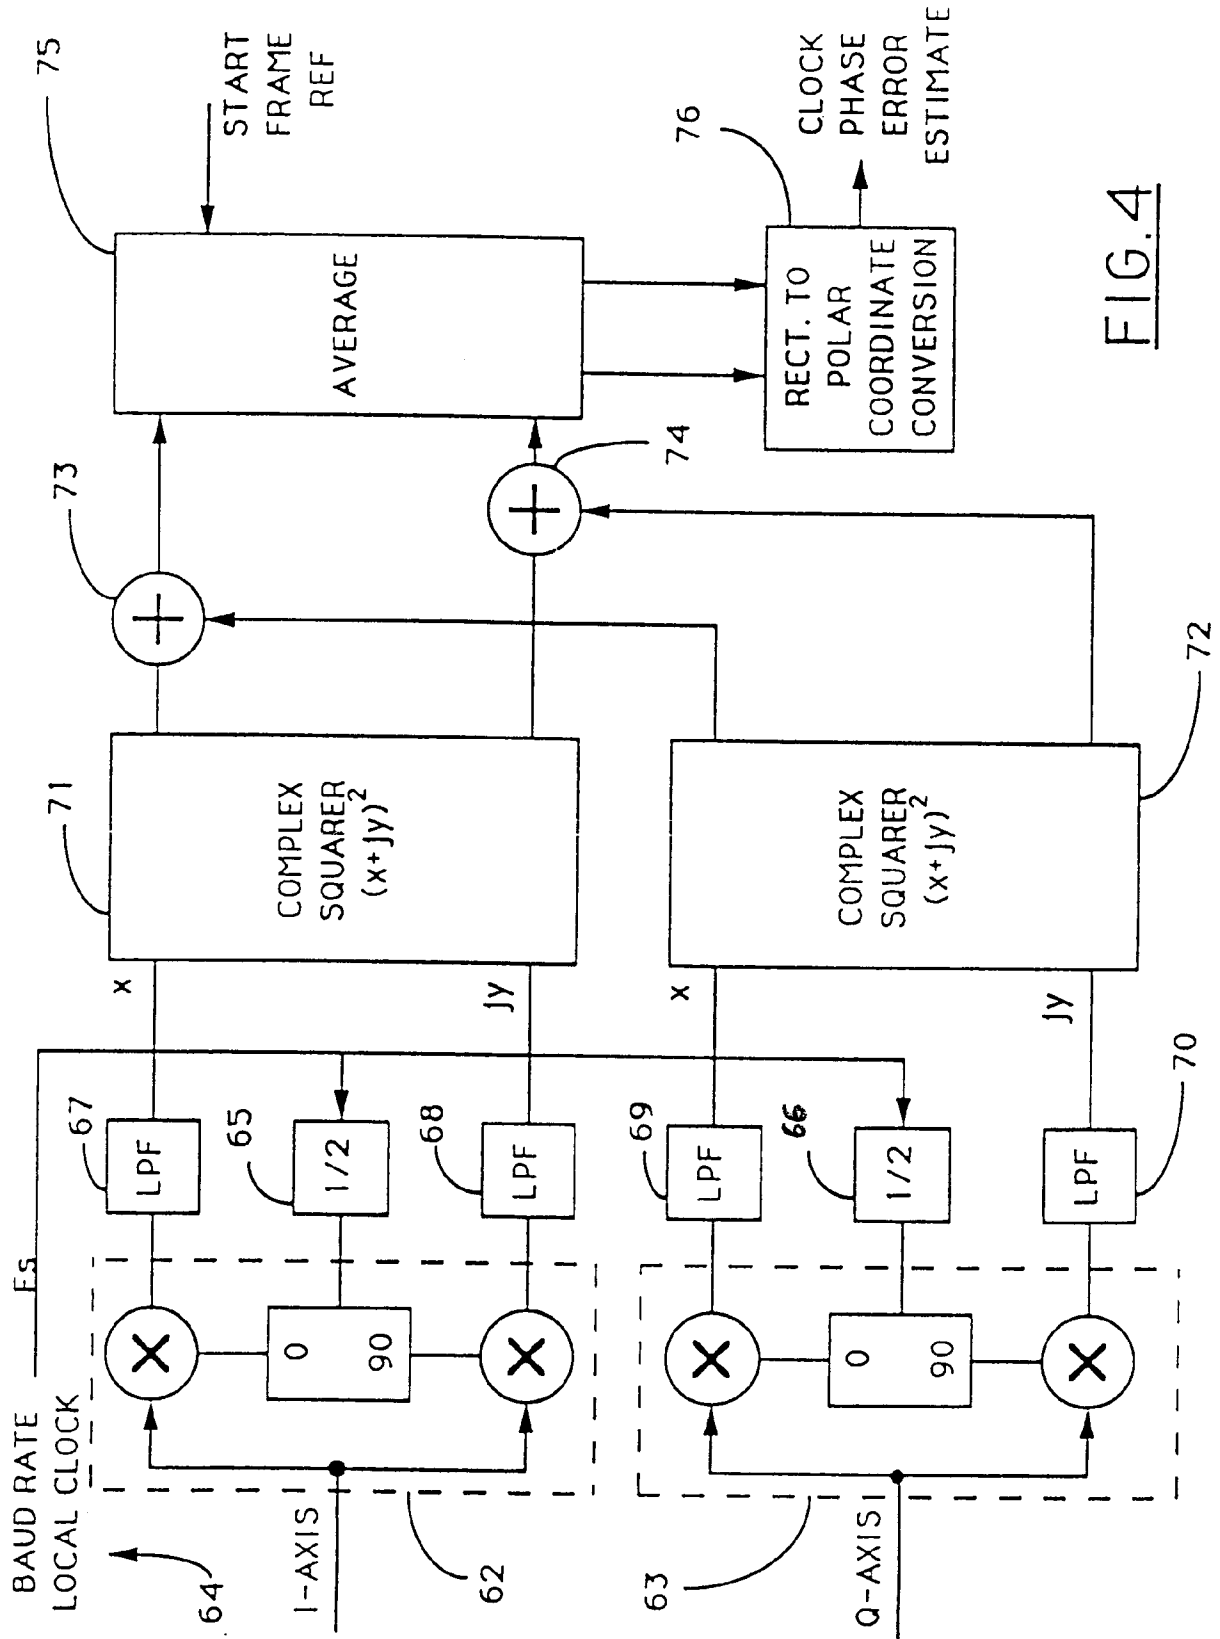 BAUD RATE
LOCAL CLOCK
Fs
64
I-AXIS
62
0
90
67
LPF
65
1/2
68
LPF
x
jy
71
COMPLEX
SQUARER
(x+jy)²
73
74
75
AVERAGE
START
FRAME
REF
Q-AXIS
63
0
90
69
LPF
66
1/2
LPF
70
x
jy
COMPLEX
SQUARER
(x+jy)²
72
76
RECT. TO
POLAR
COORDINATE
CONVERSION
CLOCK
PHASE
ERROR
ESTIMATE
FIG. 4